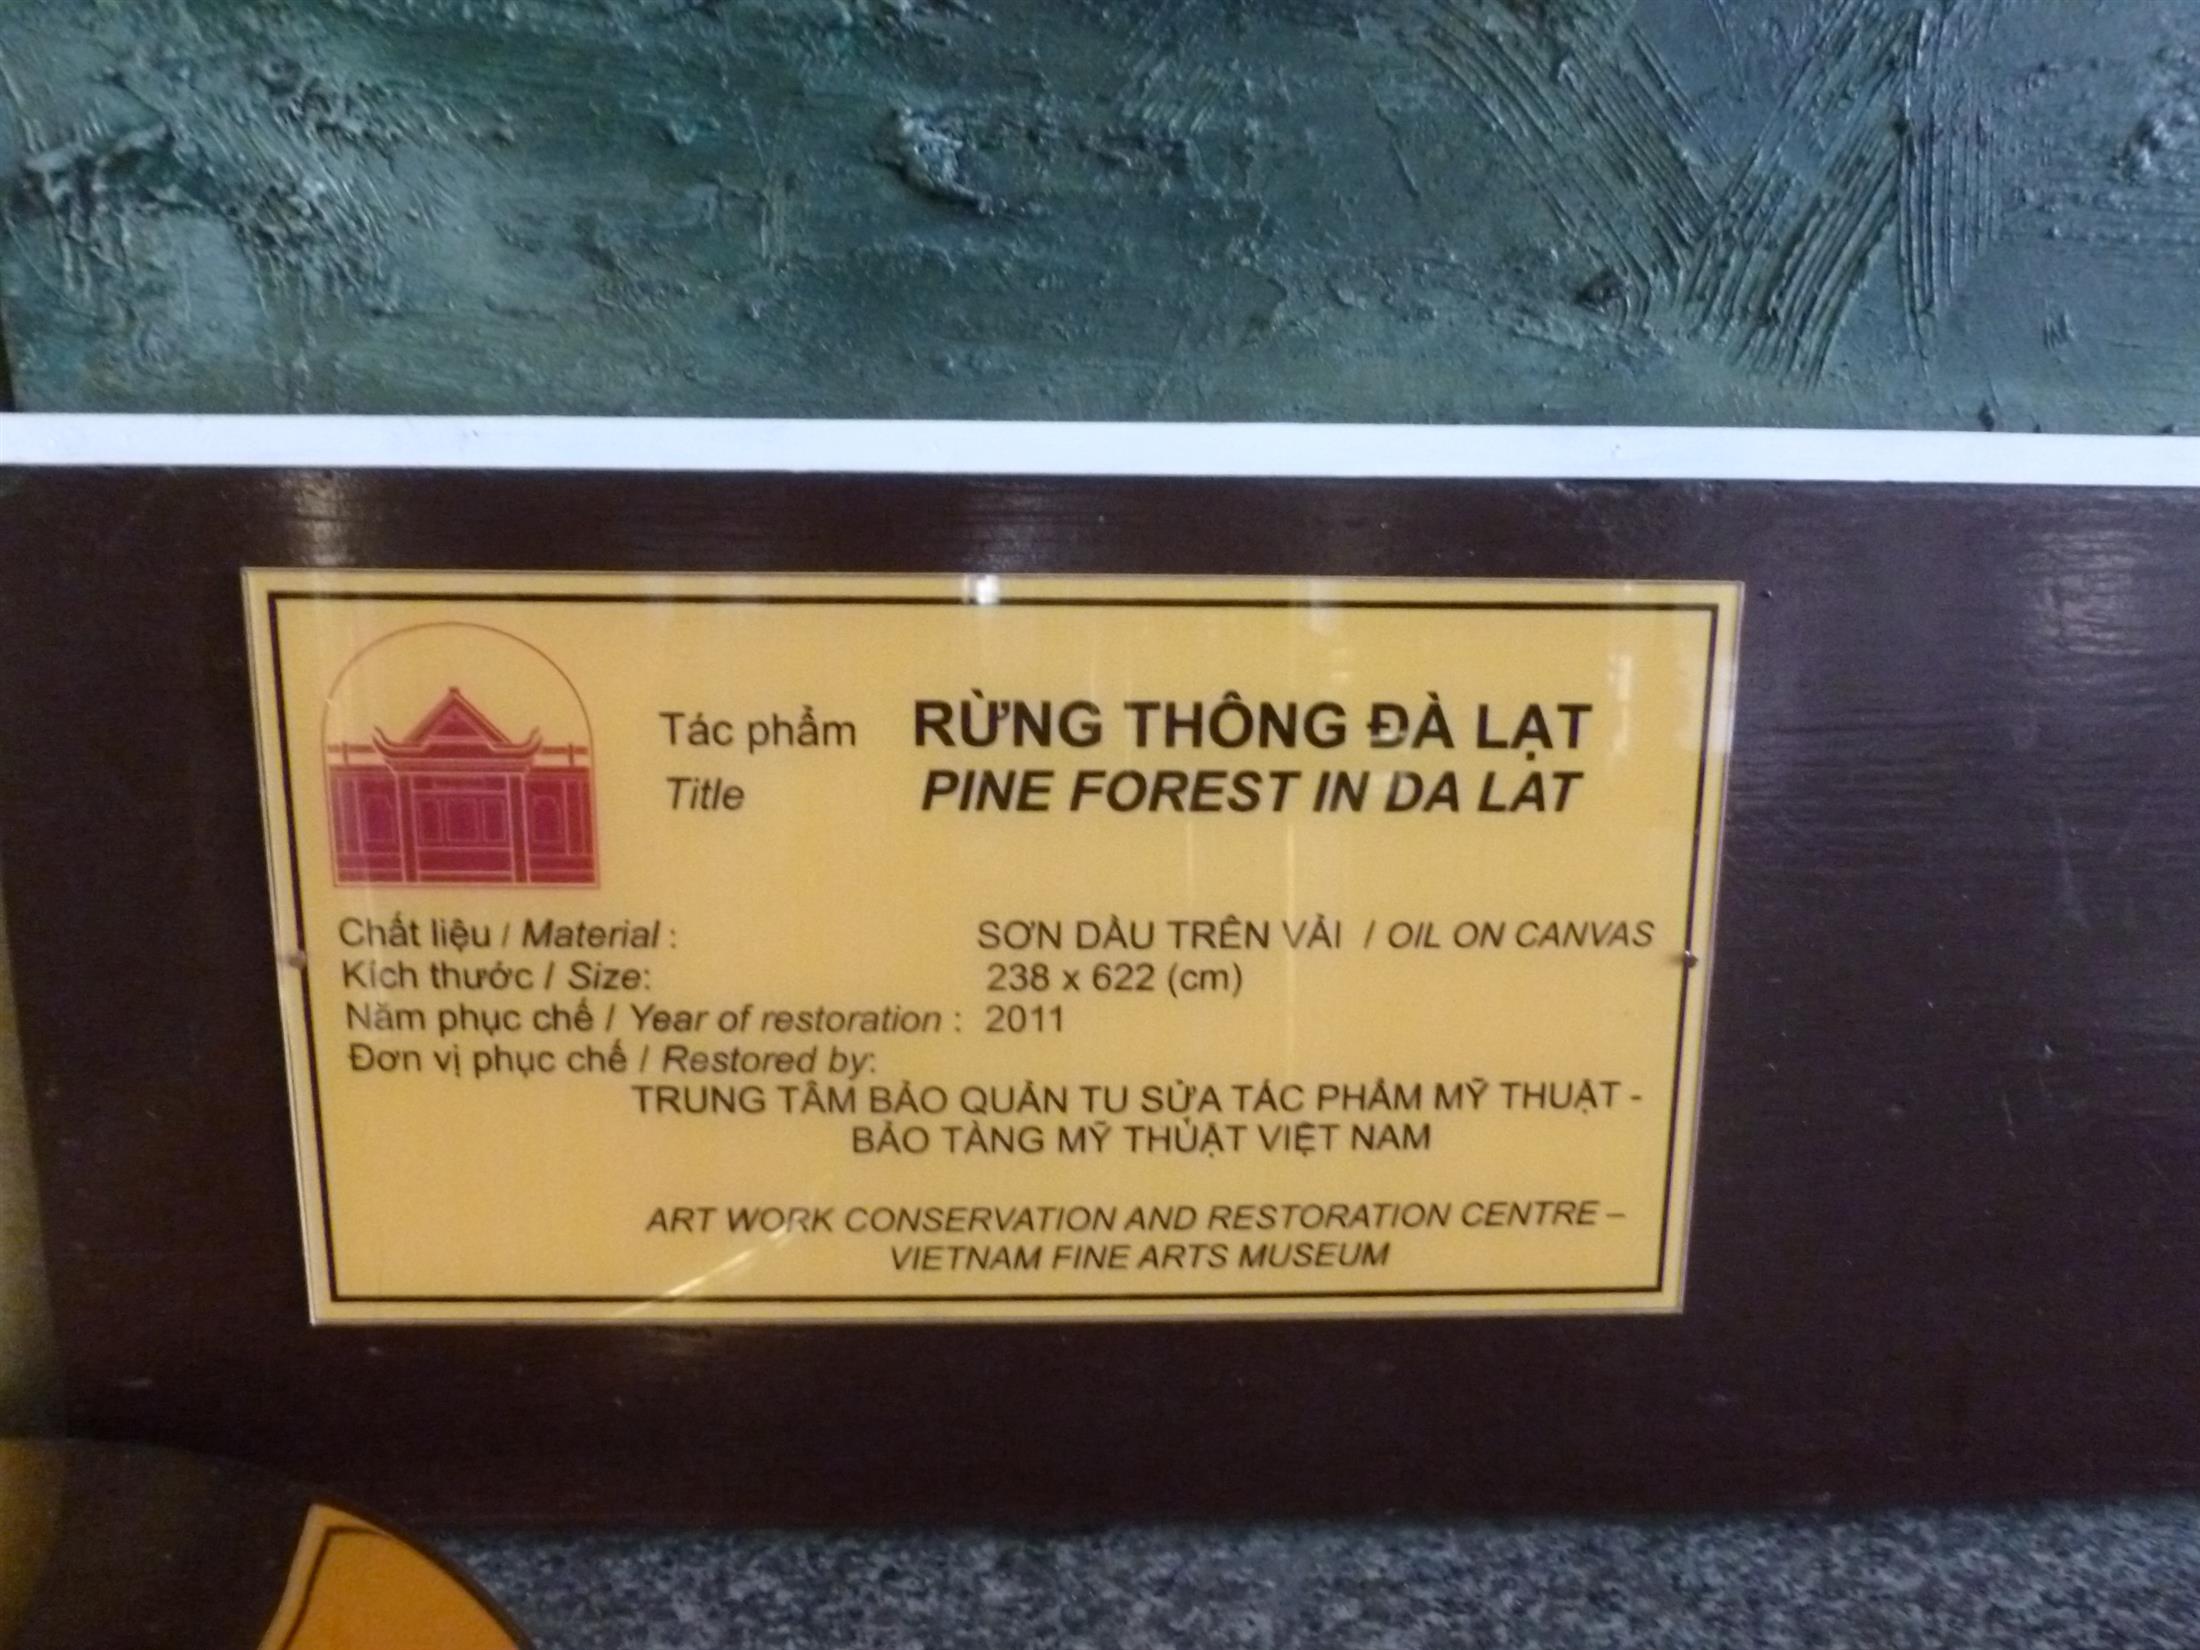 Tác phẩm RỪNG THÔNG ĐÀ LẠT
Title PINE FOREST IN DA LAT
Chất liệu / Material : SƠN DẦU TRÊN VẢI / OIL ON CANVAS
Kích thước / Size: 238 x 622 (cm)
Năm phục chế / Year of restoration : 2011
Đơn vị phục chế / Restored by:
TRUNG TÂM BẢO QUẢN TU SỬA TÁC PHẨM MỸ THUẬT -
BẢO TÀNG MỸ THUẬT VIỆT NAM
ART WORK CONSERVATION AND RESTORATION CENTRE –
VIETNAM FINE ARTS MUSEUM